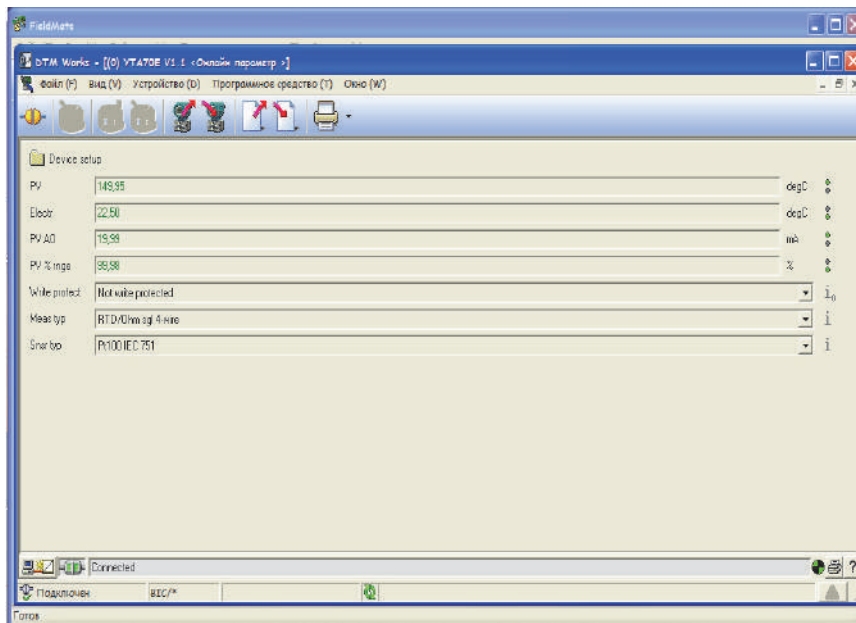 FieldMate
DTM Works - [(0) YTA70E V1.1 <Онлайн параметр >]
Файл (F) Вид (V) Устройство (D) Программное средство (T) Окно (W)
Device setup
PV 149,95 degC
Electr. 22,50 degC
PV AO 19,99 mA
PV % rnge 99,98 %
Write protect Not write protected
Meas typ RTD/Ohm sgl 4-wire
Snsr typ Pt100 IEC 751
Connected
Подключен BIC/*
Готов